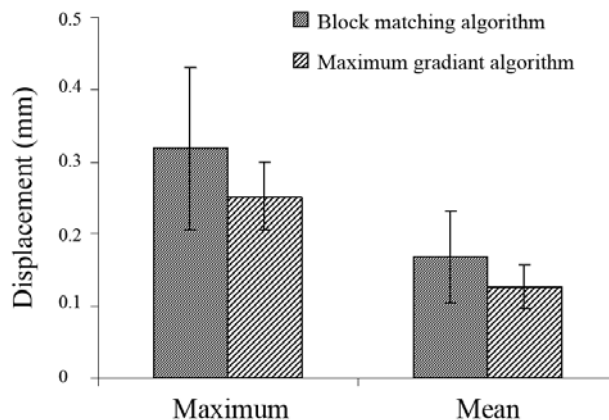 0.5
0.4
0.3
0.2
0.1
0
Displacement (mm)
Block matching algorithm
Maximum gradiant algorithm
Maximum
Mean